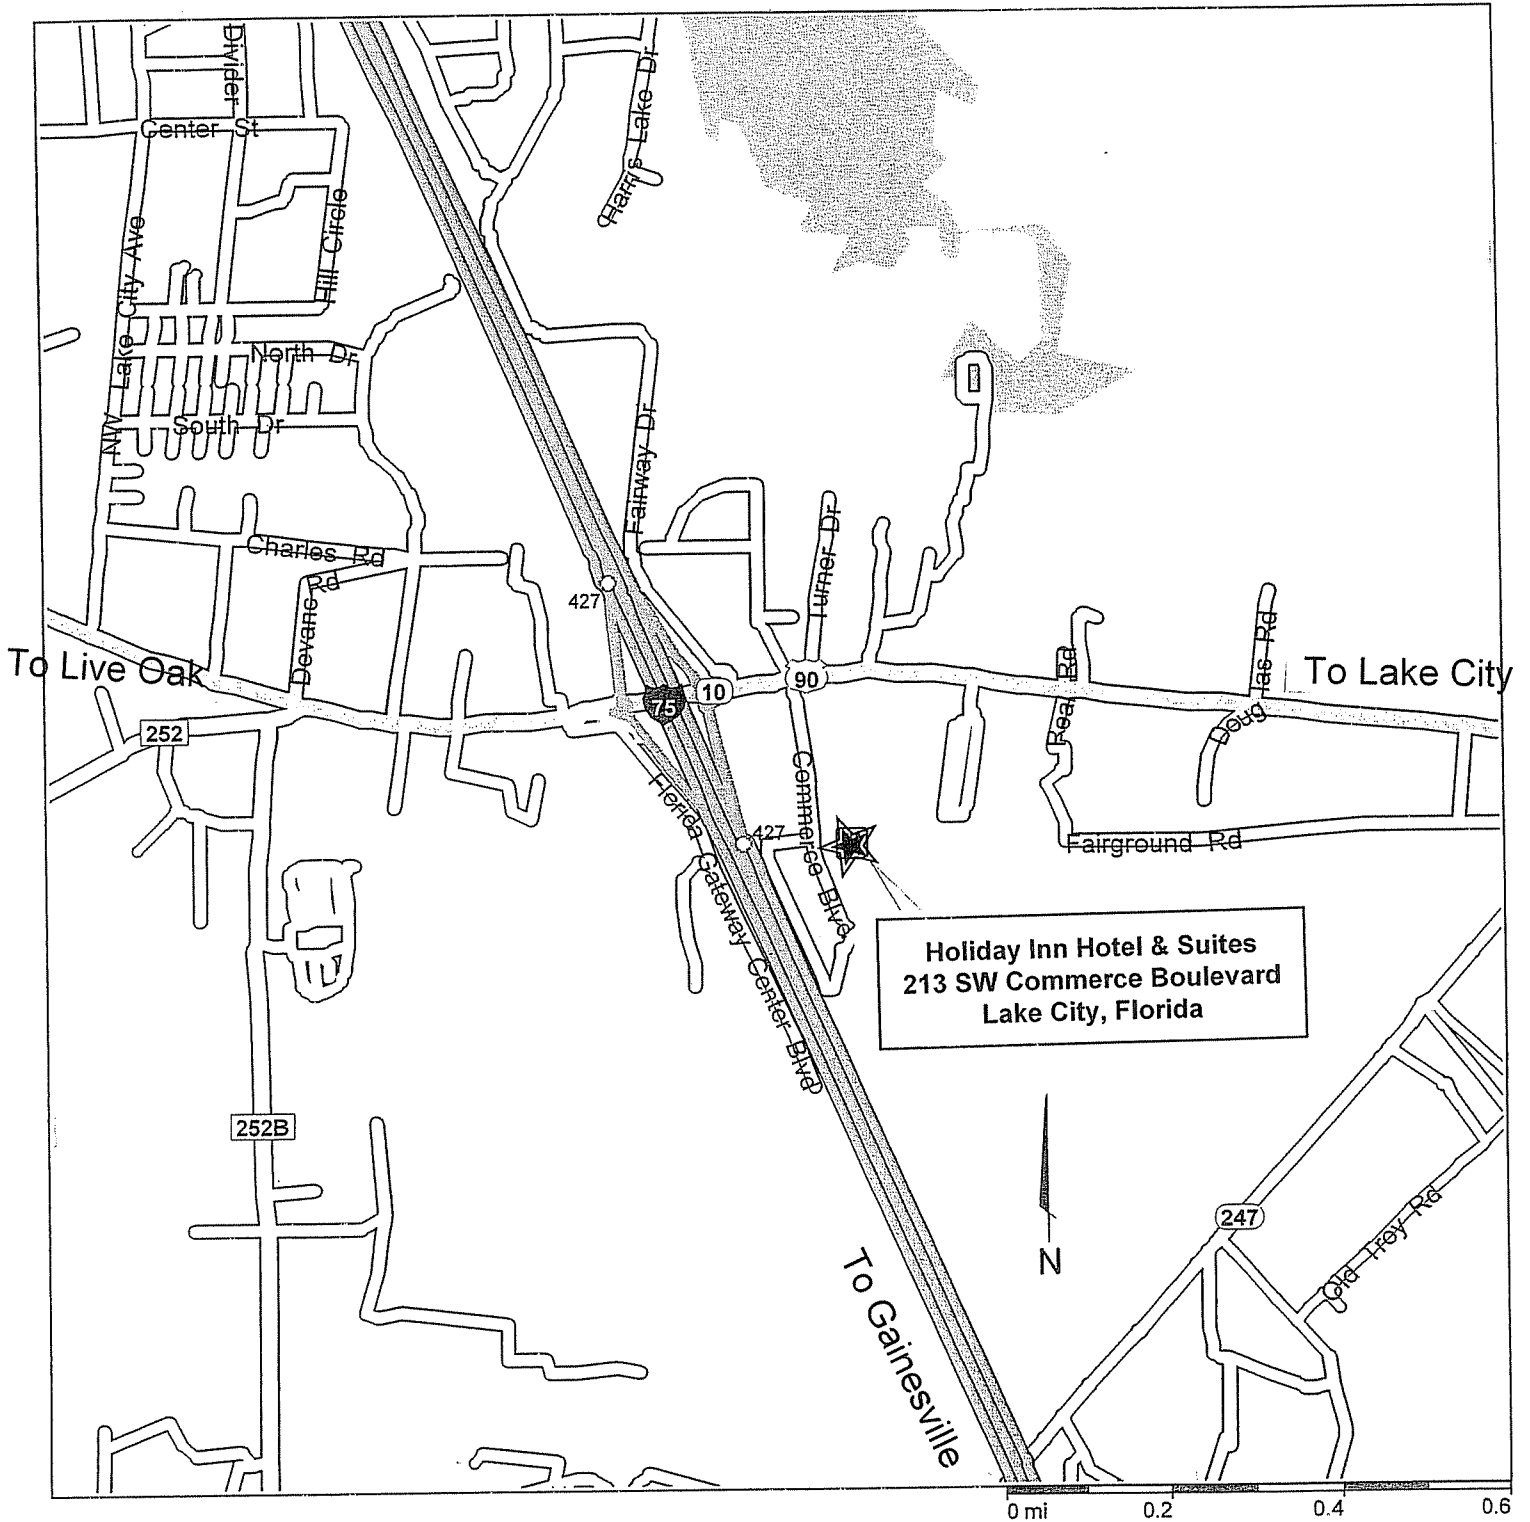 Divider
Center St
Harris Lake Dr
Hill Circle
NW Lake City Ave
North Dr
South Dr
Fairway Dr
Turner Dr
Charles Rd
Devane Rd
427
To Live Oak
252
75
10
90
Real Rd
Douglas Rd
To Lake City
Florida Gateway Center Blvd
427
Commerce Blvd
Fairground Rd
Holiday Inn Hotel & Suites
213 SW Commerce Boulevard
Lake City, Florida
252B
247
Old Troy Rd
N
To Gainesville
0 mi 0.2 0.4 0.6